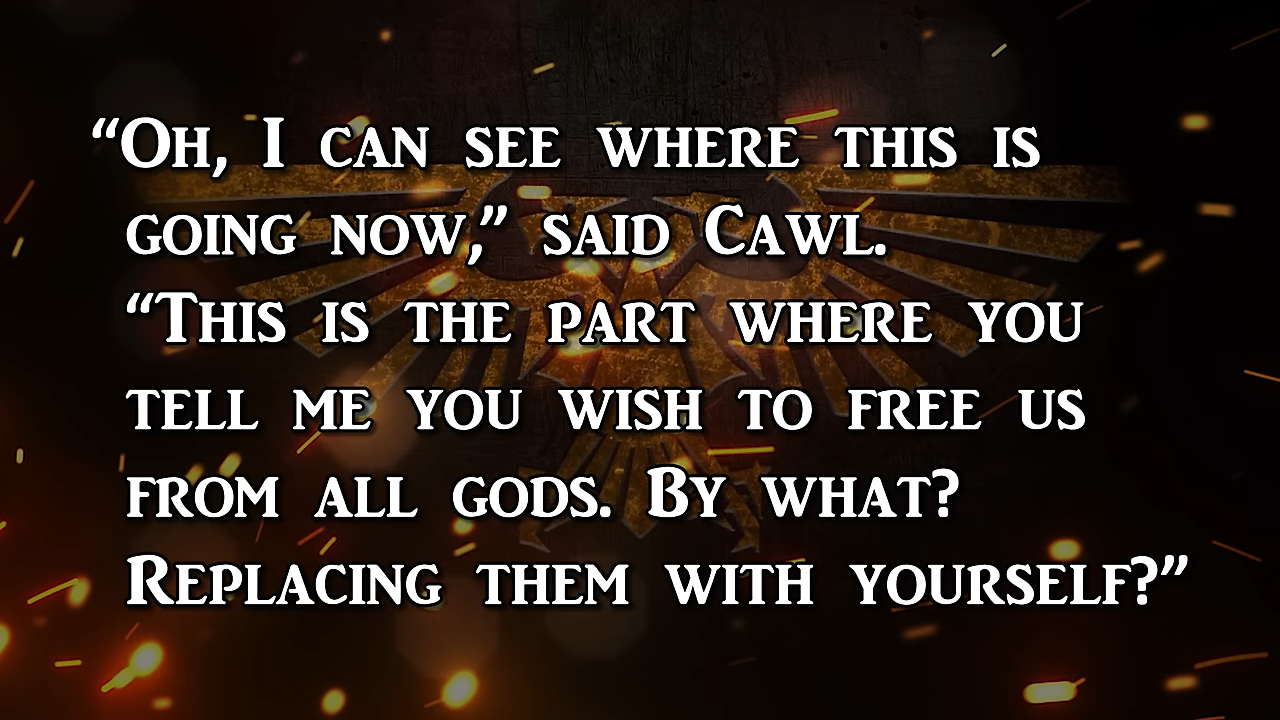 “Oh, I can see where this is
going now,” said Cawl.
“This is the part where you
tell me you wish to free us
from all gods. By what?
Replacing them with yourself?”